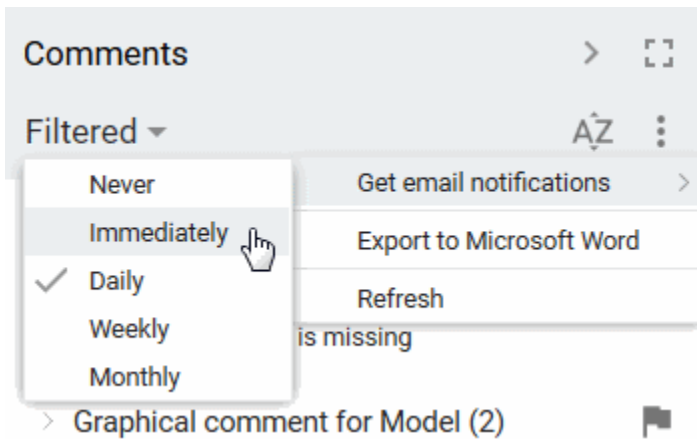 Comments
Filtered
AZ
Never
Immediately
Daily
Weekly
Monthly
Get email notifications
Export to Microsoft Word
Refresh
is missing
Graphical comment for Model (2)